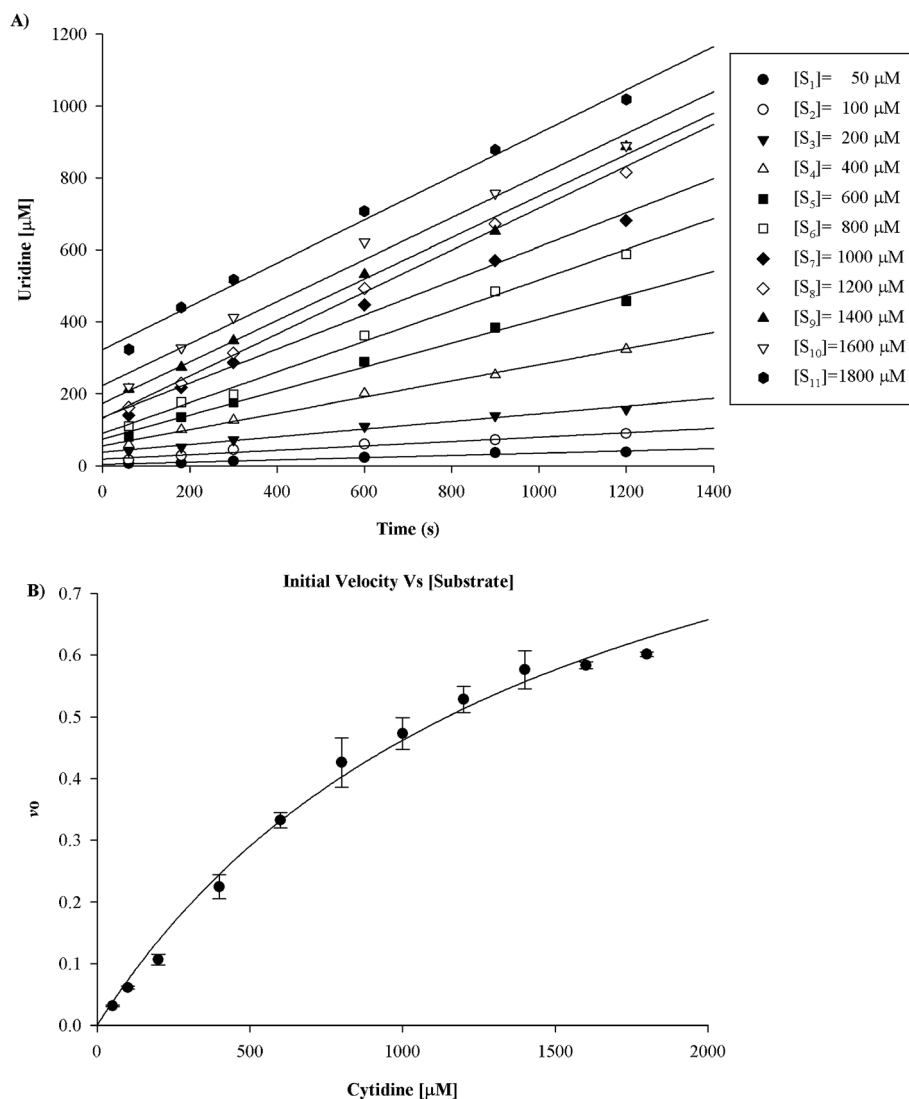 A)
1200
1000
800
600
400
200
0
Uridine [µM]
0 200 400 600 800 1000 1200 1400
Time (s)
[S1]= 50 µM
[S2]= 100 µM
[S3]= 200 µM
[S4]= 400 µM
[S5]= 600 µM
[S6]= 800 µM
[S7]= 1000 µM
[S8]= 1200 µM
[S9]= 1400 µM
[S10]=1600 µM
[S11]=1800 µM
B)
Initial Velocity Vs [Substrate]
0.7
0.6
0.5
0.4
0.3
0.2
0.1
0.0
vo
0 500 1000 1500 2000
Cytidine [µM]